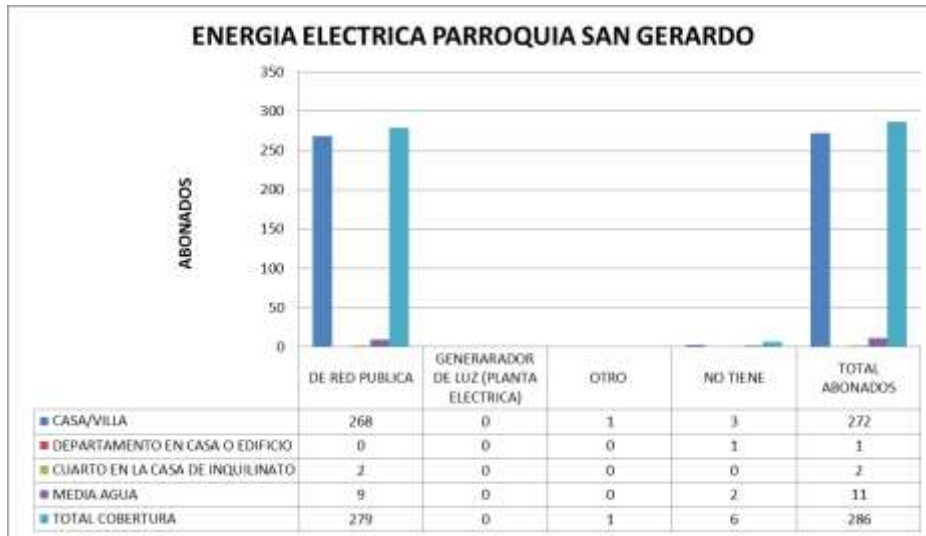 ENERGIA ELECTRICA PARROQUIA SAN GERARDO
350
300
250
200
150
100
50
0
ABONADOS
DE RED PUBLICA
GENERARADOR
DE LUZ (PLANTA
ELECTRICA)
OTRO
NO TIENE
TOTAL
ABONADOS
CASA/VILLA 268 0 1 3 272
DEPARTAMENTO EN CASA O EDIFICIO 0 0 0 1 1
CUARTO EN LA CASA DE INQUILINATO 2 0 0 0 2
MEDIA AGUA 9 0 0 2 11
TOTAL COBERTURA 279 0 1 6 286